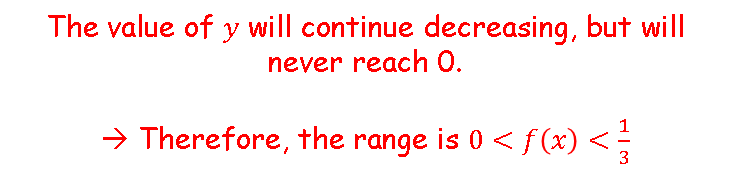 The value of y will continue decreasing, but will
never reach 0.
→ Therefore, the range is 0 < f(x) < 1/3